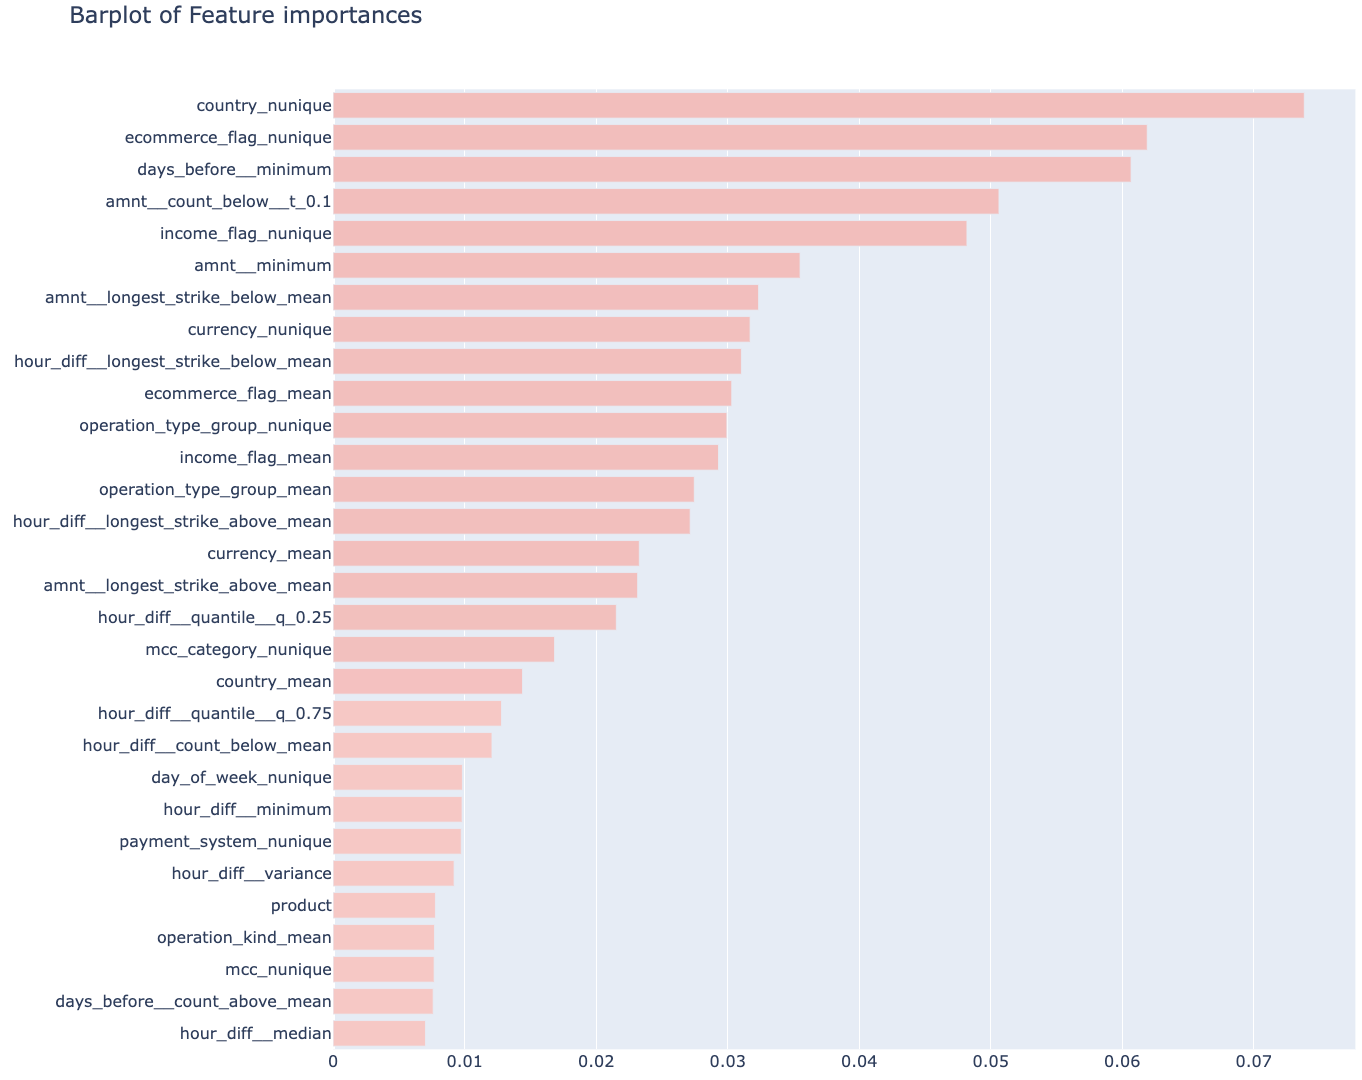 Barplot of Feature importances
country_nunique
ecommerce_flag_nunique
days_before__minimum
amnt__count_below__t_0.1
income_flag_nunique
amnt__minimum
amnt__longest_strike_below_mean
currency_nunique
hour_diff__longest_strike_below_mean
ecommerce_flag_mean
operation_type_group_nunique
income_flag_mean
operation_type_group_mean
hour_diff__longest_strike_above_mean
currency_mean
amnt__longest_strike_above_mean
hour_diff__quantile__q_0.25
mcc_category_nunique
country_mean
hour_diff__quantile__q_0.75
hour_diff__count_below_mean
day_of_week_nunique
hour_diff__minimum
payment_system_nunique
hour_diff__variance
product
operation_kind_mean
mcc_nunique
days_before__count_above_mean
hour_diff__median
0 0.01 0.02 0.03 0.04 0.05 0.06 0.07